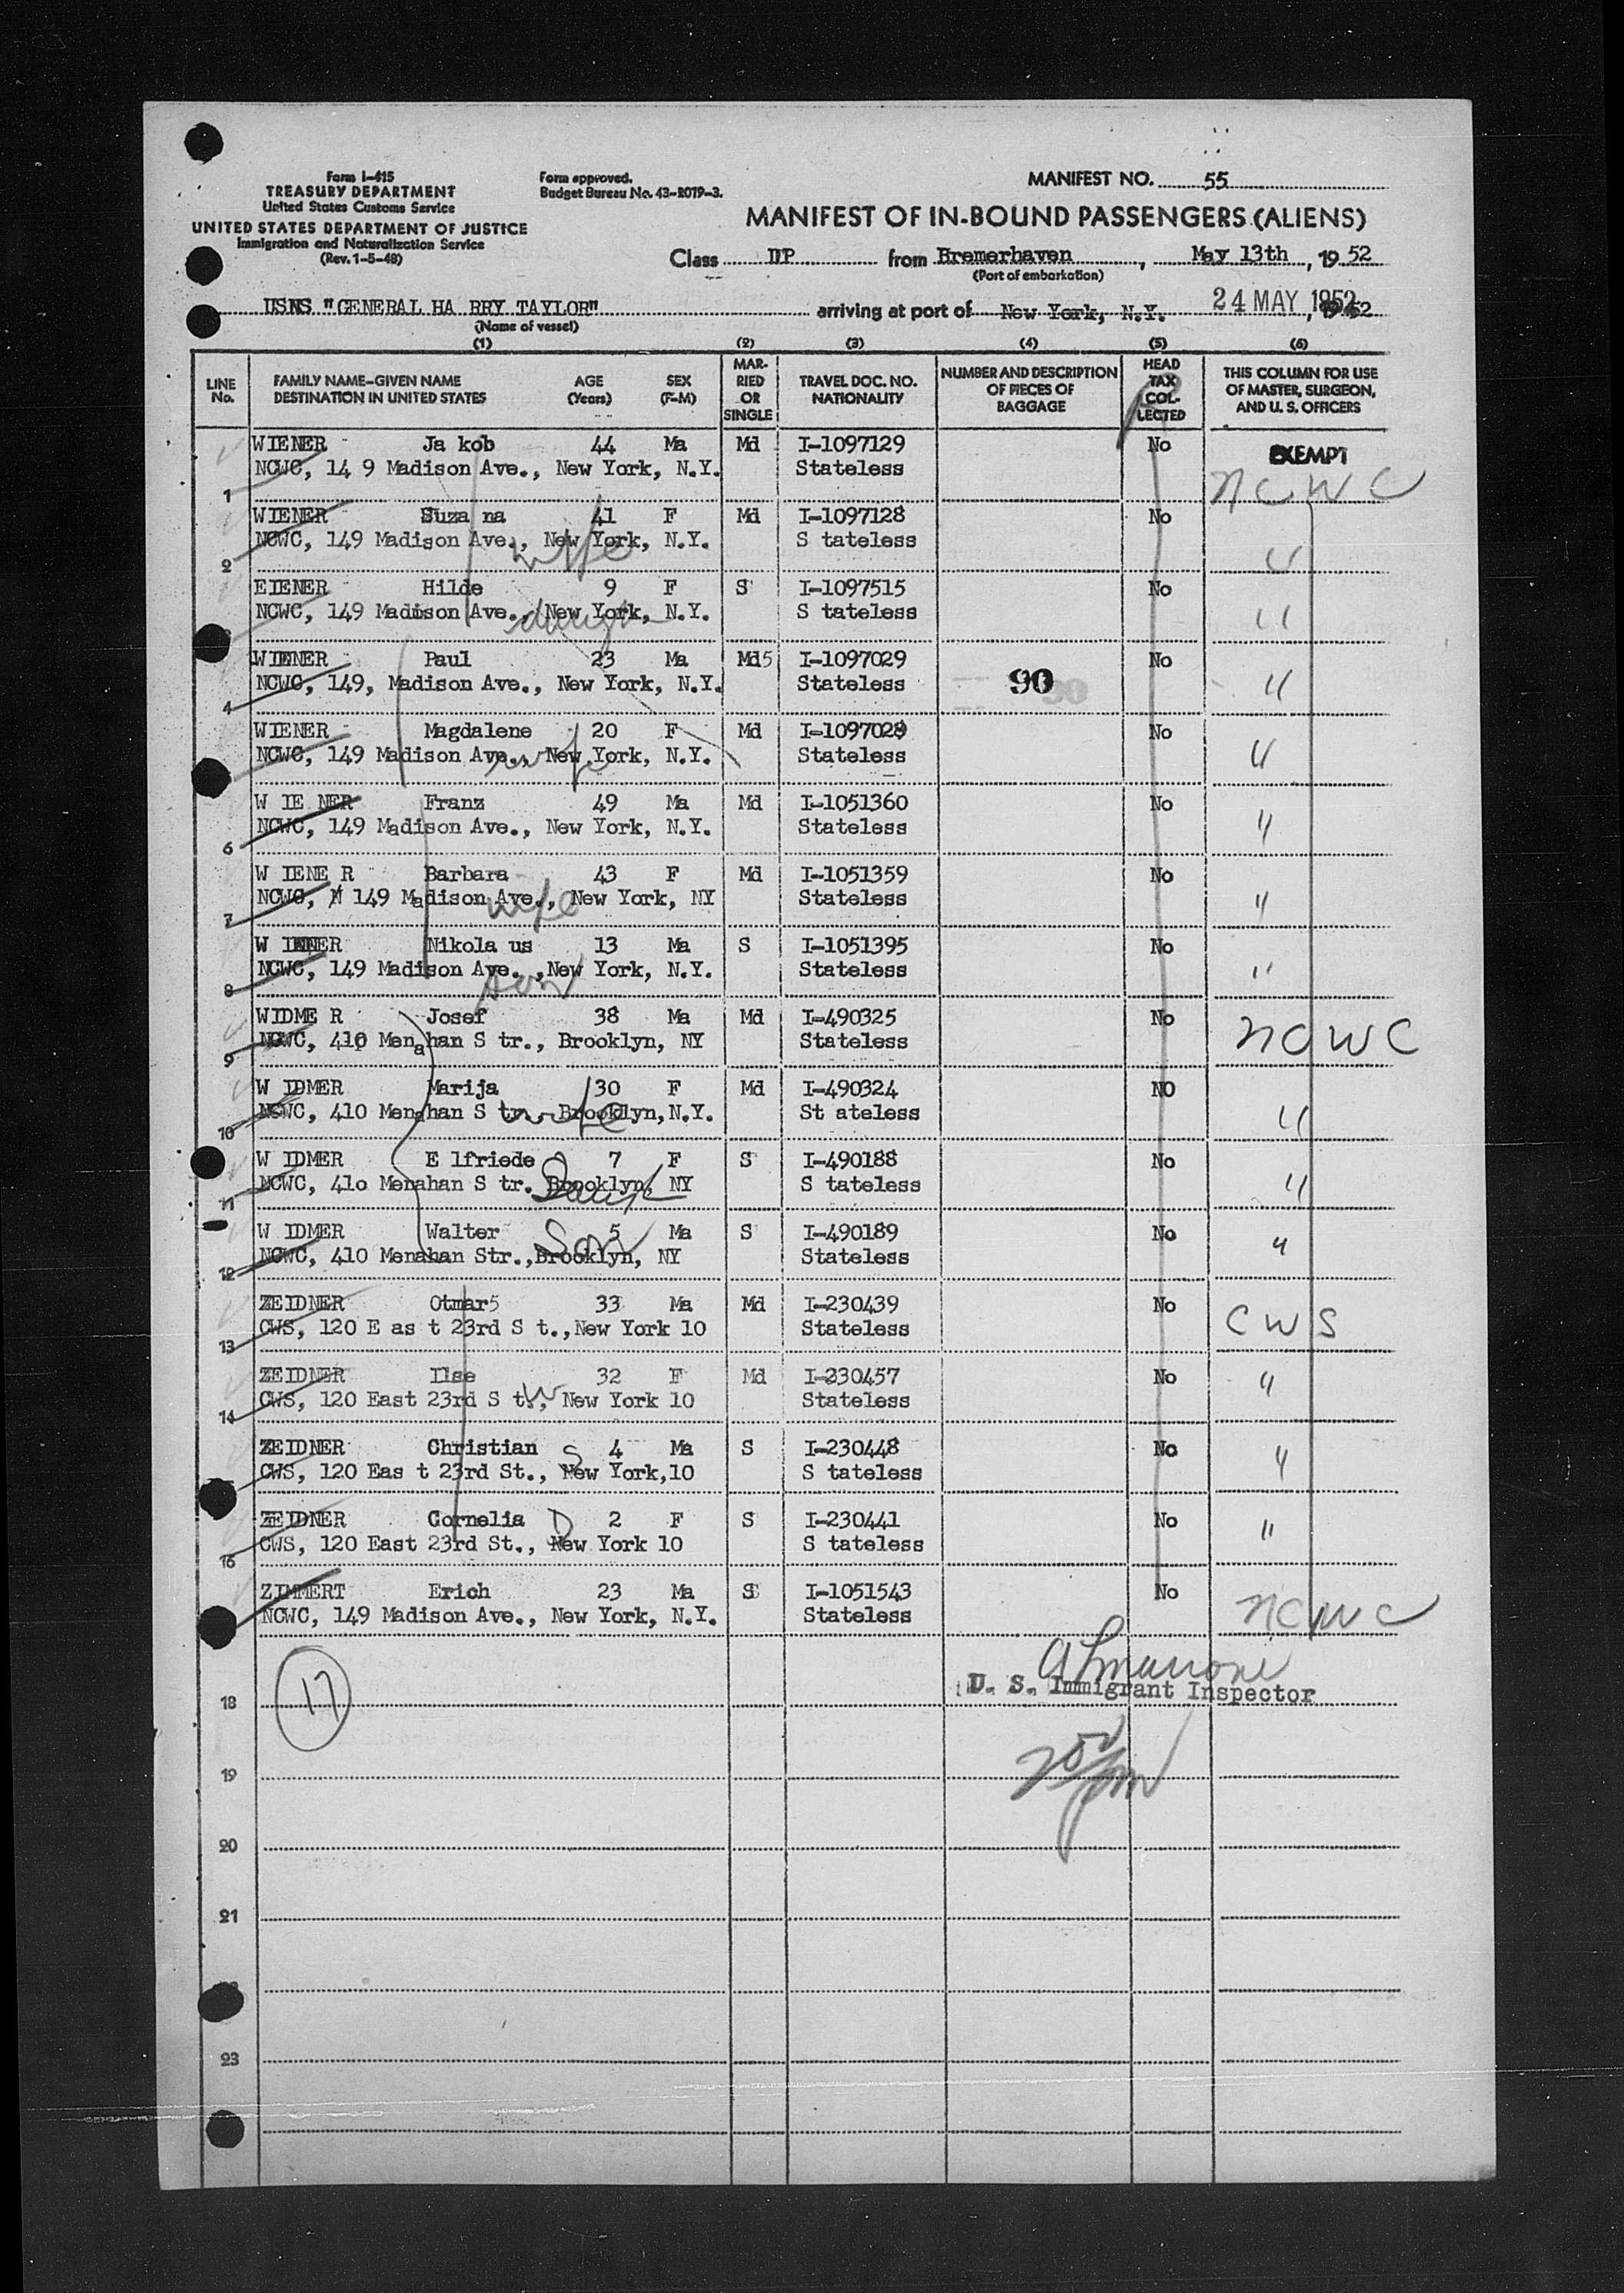 Form I-415
TREASURY DEPARTMENT
United States Customs Service
UNITED STATES DEPARTMENT OF JUSTICE
Immigration and Naturalization Service
(Rev. 1-5-48)
Form approved.
Budget Bureau No. 43-R079-3.
MANIFEST NO. 55
MANIFEST OF IN-BOUND PASSENGERS (ALIENS)
Class DP from Bremerhaven, May 13th, 1952
(Port of embarkation)
USNS "GENERAL HA RRY TAYLOR" arriving at port of New York, N.Y. 24 MAY 1952, 1952
(Name of vessel)
(1) (2) (3) (4) (5) (6)
LINE No. FAMILY NAME–GIVEN NAME DESTINATION IN UNITED STATES AGE (Years) SEX (F-M) MARRIED OR SINGLE TRAVEL DOC. NO. NATIONALITY NUMBER AND DESCRIPTION OF PIECES OF BAGGAGE HEAD TAX COLLECTED THIS COLUMN FOR USE OF MASTER, SURGEON, AND U. S. OFFICERS
WIENER Ja kob 44 Ma Md I-1097129 No EXEMPT
1 NCWC, 14 9 Madison Ave., New York, N.Y. Stateless NCWC
WIENER Suza na 41 F Md I-1097128 No
2 NCWC, 149 Madison Ave., New York, N.Y. wife S tateless "
EIENER Hilde 9 F S I-1097515 No
NCWC, 149 Madison Ave., New York, N.Y. daugh S tateless "
WIENER Paul 23 Ma Md5 I-1097029 No
4 NCWC, 149, Madison Ave., New York, N.Y. Stateless 90 "
WIENER Magdalene 20 F Md I-1097028 No
NCWC, 149 Madison Ave., New York, N.Y. wife Stateless "
W IE NER Franz 49 Ma Md I-1051360 No
6 NCWC, 149 Madison Ave., New York, N.Y. Stateless "
W IENE R Barbara 43 F Md I-1051359 No
7 NCWC, N 149 Madison Ave., New York, NY wife Stateless "
W IENER Nikola us 13 Ma S I-1051395 No
8 NCWC, 149 Madison Ave. ,New York, N.Y. son Stateless "
WIDME R Josef 38 Ma Md I-490325 No
9 NCWC, 410 Menahan S tr., Brooklyn, NY Stateless NCWC
W IDMER Marija 30 F Md I-490324 NO
10 NCWC, 410 Menahan S tr. Brooklyn,N.Y. wife St ateless "
W IDMER E lfriede 7 F S I-490188 No
11 NCWC, 41o Menahan S tr. Brooklyn, NY Daugh S tateless "
W IDMER Walter 5 Ma S I-490189 No
12 NCWC, 410 Menahan Str.,Brooklyn, NY Son Stateless "
ZEIDNER Otmar5 33 Ma Md I-230439 No
13 CWS, 120 E as t 23rd S t.,New York 10 Stateless CWS
ZEIDNER Ilse 32 F Md I-230457 No
14 CWS, 120 East 23rd S t., New York 10 W Stateless "
ZEIDNER Christian S 4 Ma S I-230448 No
CWS, 120 Eas t 23rd St., New York,10 S tateless "
ZEIDNER Cornelia D 2 F S I-230441 No
16 CWS, 120 East 23rd St., New York 10 S tateless "
ZIMMERT Erich 23 Ma S I-1051543 No
NCWC, 149 Madison Ave., New York, N.Y. Stateless NCWC
17
U. S. Immigrant Inspector
18
19
20
21
23